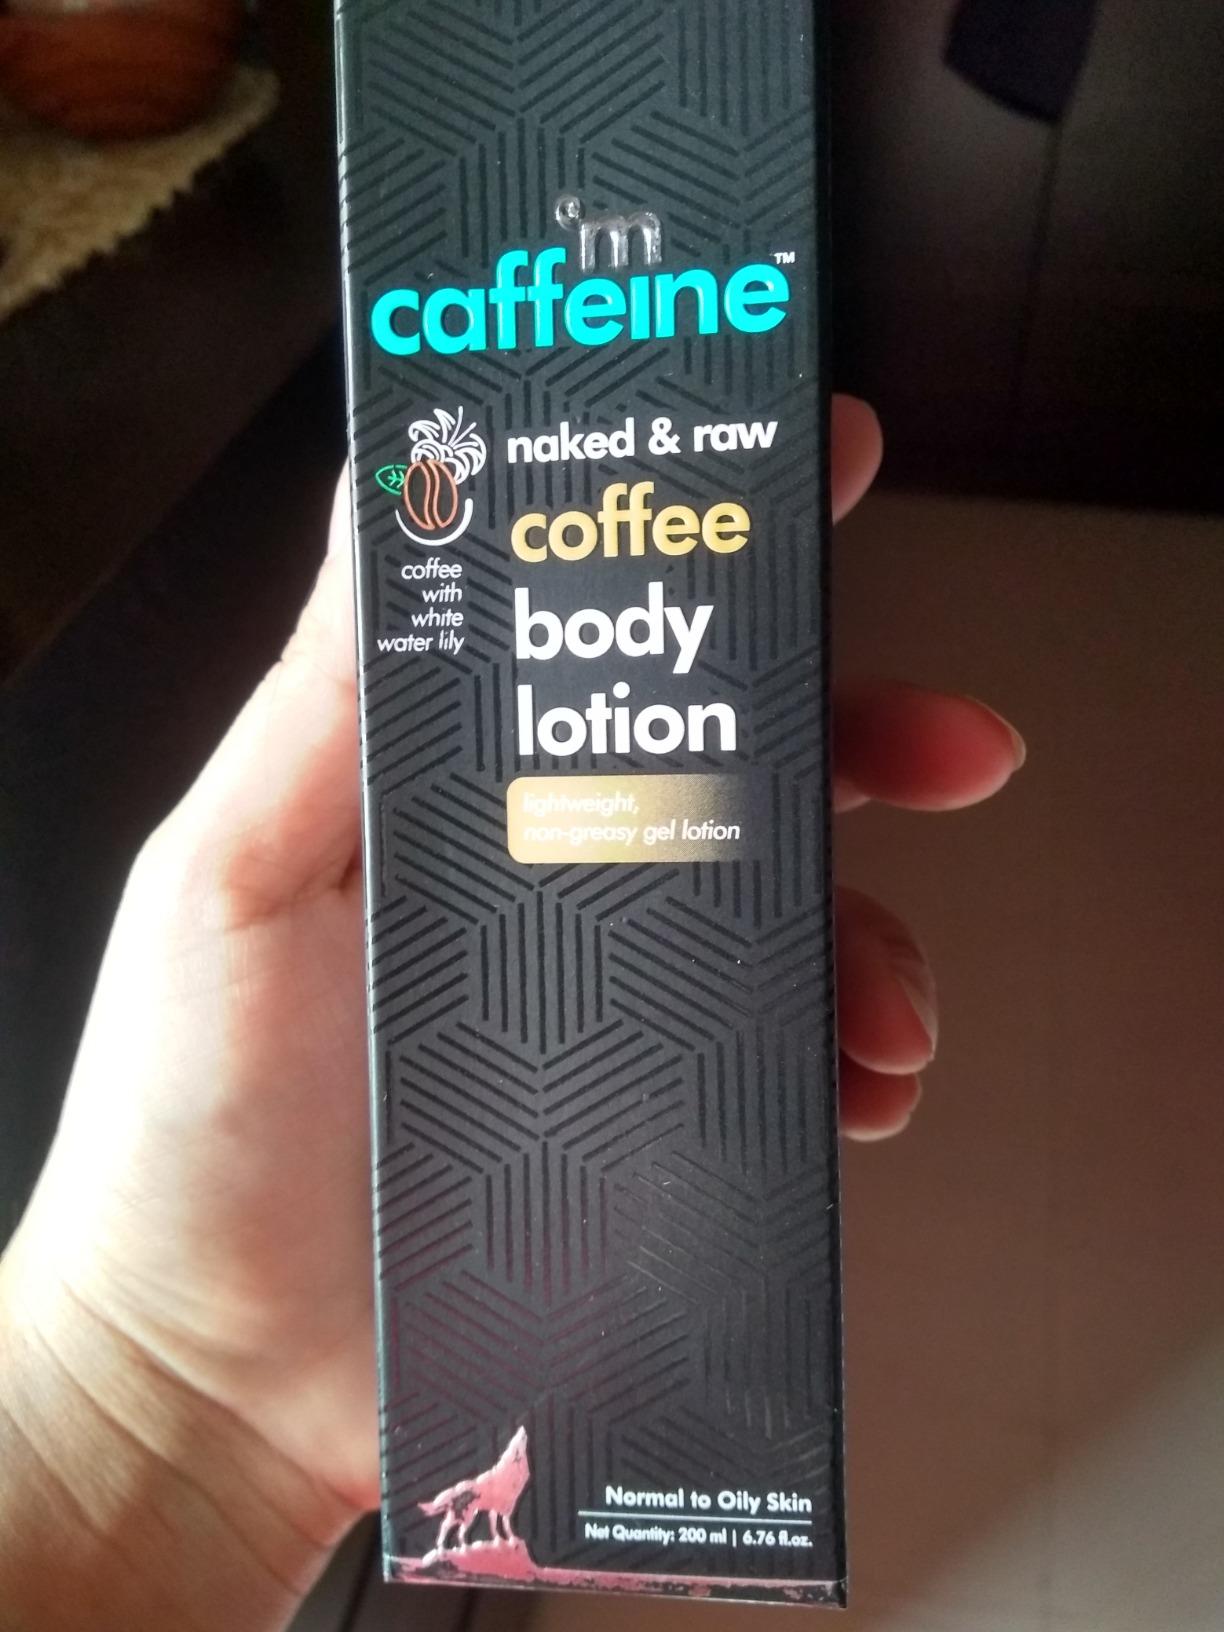 'm
caffeine™
naked & raw
coffee
body
lotion
coffee
with
white
water lily
lightweight,
non-greasy gel lotion
Normal to Oily Skin
Net Quantity: 200 ml | 6.76 fl.oz.